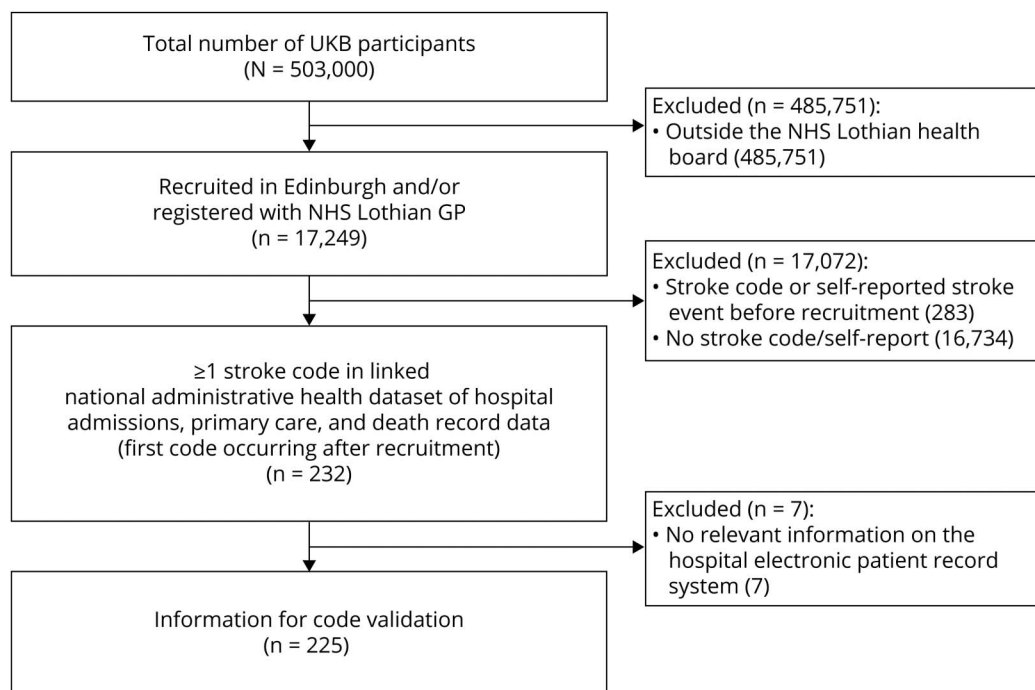 Total number of UKB participants
(N = 503,000)
Excluded (n = 485,751):
• Outside the NHS Lothian health
board (485,751)
Recruited in Edinburgh and/or
registered with NHS Lothian GP
(n = 17,249)
Excluded (n = 17,072):
• Stroke code or self-reported stroke
event before recruitment (283)
• No stroke code/self-report (16,734)
≥1 stroke code in linked
national administrative health dataset of hospital
admissions, primary care, and death record data
(first code occurring after recruitment)
(n = 232)
Excluded (n = 7):
• No relevant information on the
hospital electronic patient record
system (7)
Information for code validation
(n = 225)